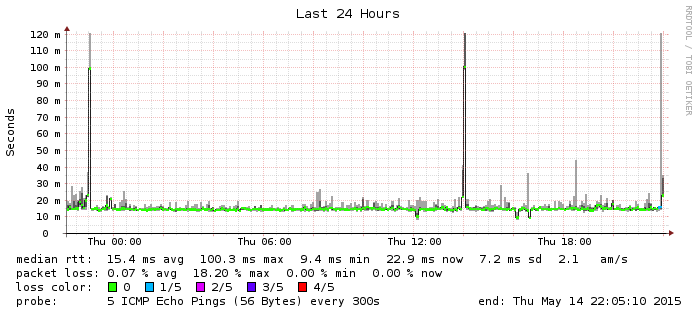 Last 24 Hours
RRDTOOL / TOBI OETIKER
Seconds
120 m
110 m
100 m
90 m
80 m
70 m
60 m
50 m
40 m
30 m
20 m
10 m
0
Thu 00:00 Thu 06:00 Thu 12:00 Thu 18:00
median rtt: 15.4 ms avg 100.3 ms max 9.4 ms min 22.9 ms now 7.2 ms sd 2.1 am/s
packet loss: 0.07 % avg 18.20 % max 0.00 % min 0.00 % now
loss color: 0 1/5 2/5 3/5 4/5
probe: 5 ICMP Echo Pings (56 Bytes) every 300s end: Thu May 14 22:05:10 2015